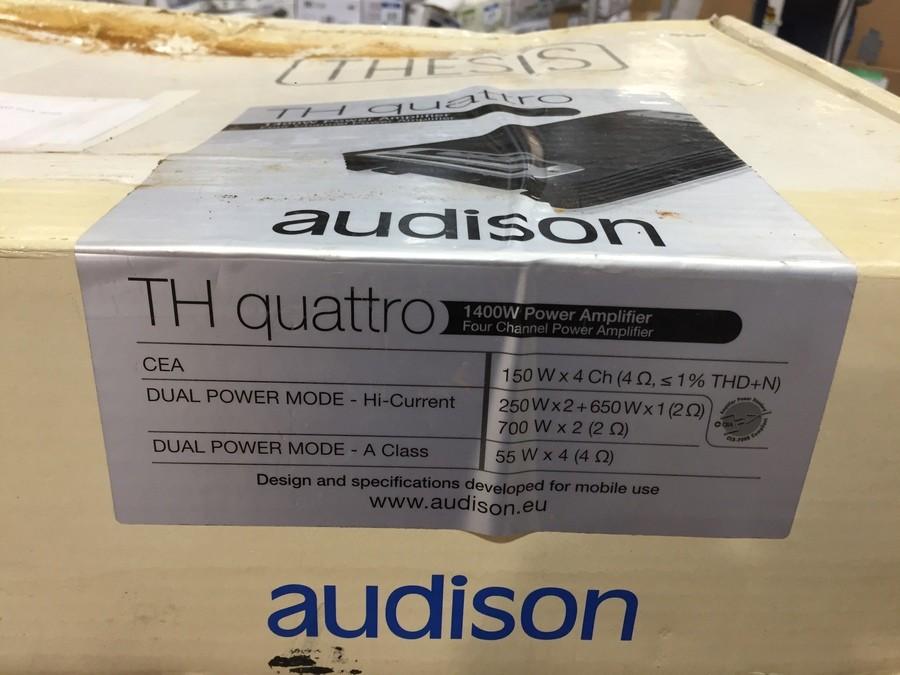 THESIS
TH quattro
audison
TH quattro
1400W Power Amplifier
Four Channel Power Amplifier
CEA
150 W x 4 Ch (4 Ω, ≤ 1% THD+N)
DUAL POWER MODE - Hi-Current
250 W x 2 + 650 W x 1 (2 Ω)
700 W x 2 (2 Ω)
DUAL POWER MODE - A Class
55 W x 4 (4 Ω)
Design and specifications developed for mobile use
www.audison.eu
audison